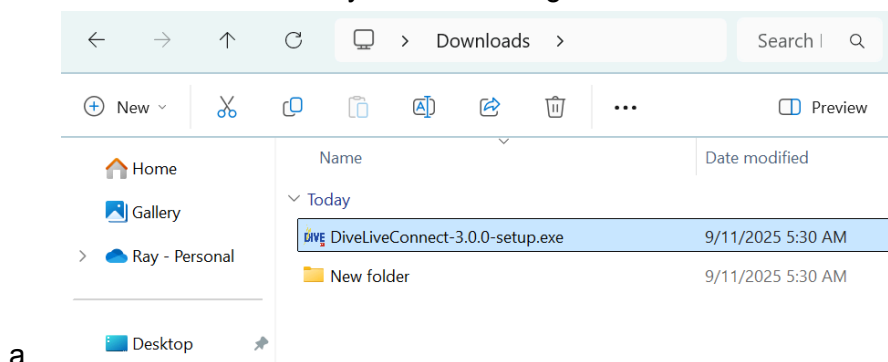 Downloads
Search
New
Preview
Name
Date modified
Home
Today
Gallery
DIVE DiveLiveConnect-3.0.0-setup.exe 9/11/2025 5:30 AM
Ray - Personal
New folder 9/11/2025 5:30 AM
Desktop
a